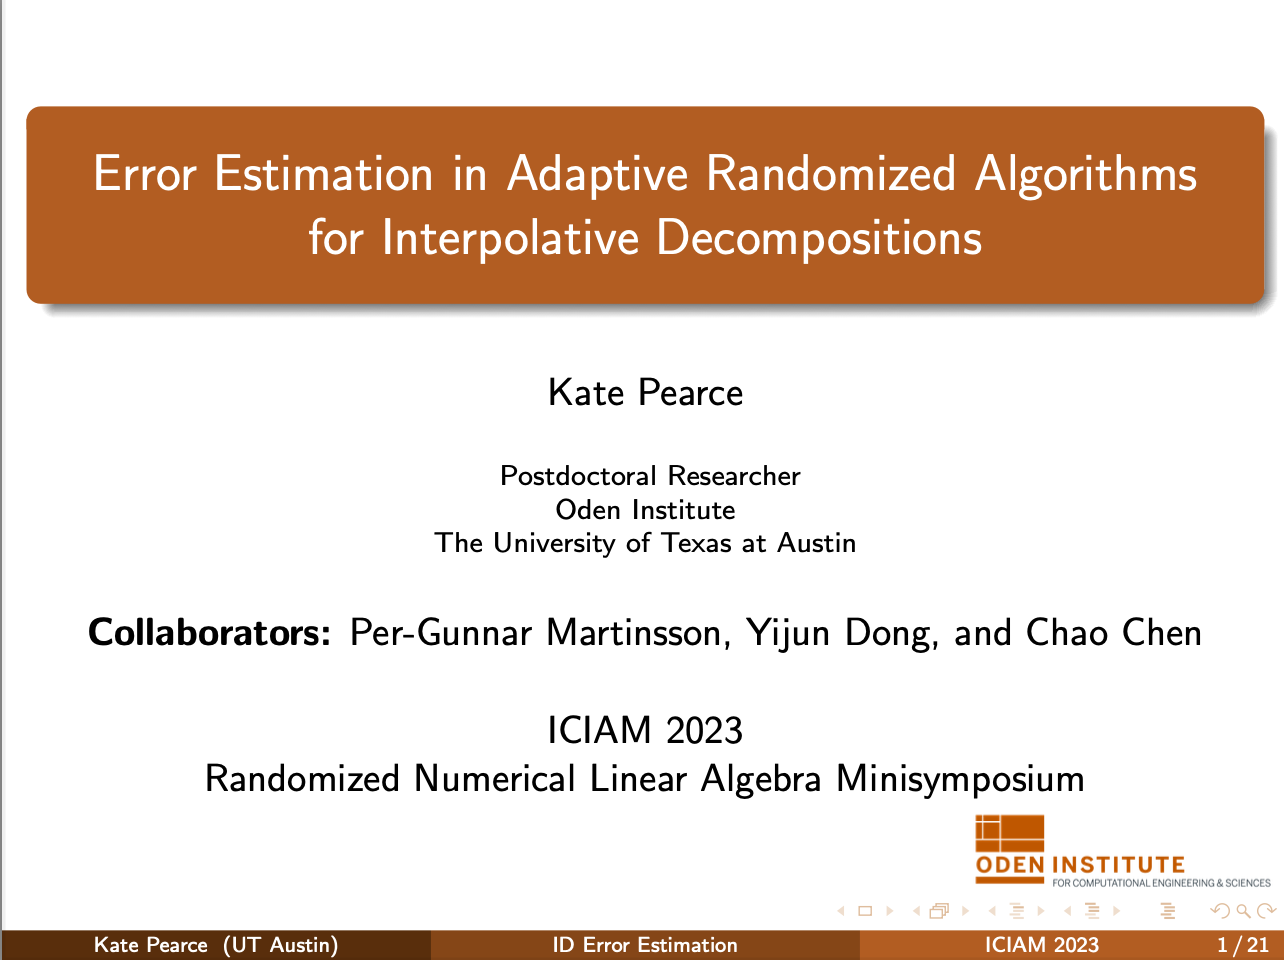 Error Estimation in Adaptive Randomized Algorithms
for Interpolative Decompositions
Kate Pearce
Postdoctoral Researcher
Oden Institute
The University of Texas at Austin
Collaborators: Per-Gunnar Martinsson, Yijun Dong, and Chao Chen
ICIAM 2023
Randomized Numerical Linear Algebra Minisymposium
ODEN INSTITUTE
FOR COMPUTATIONAL ENGINEERING & SCIENCES
Kate Pearce (UT Austin) ID Error Estimation ICIAM 2023 1 / 21